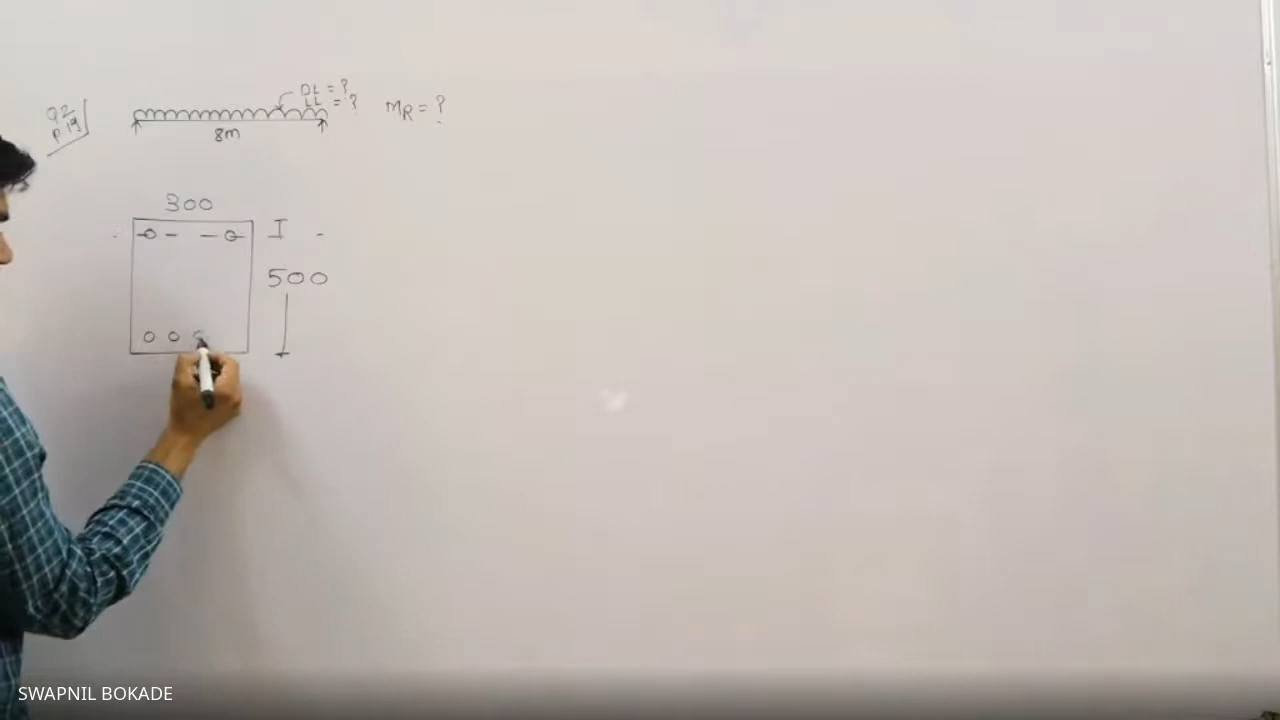 Q2
P 19
DL = ?
LL = ?
MR = ?
8m
300
500
SWAPNIL BOKADE